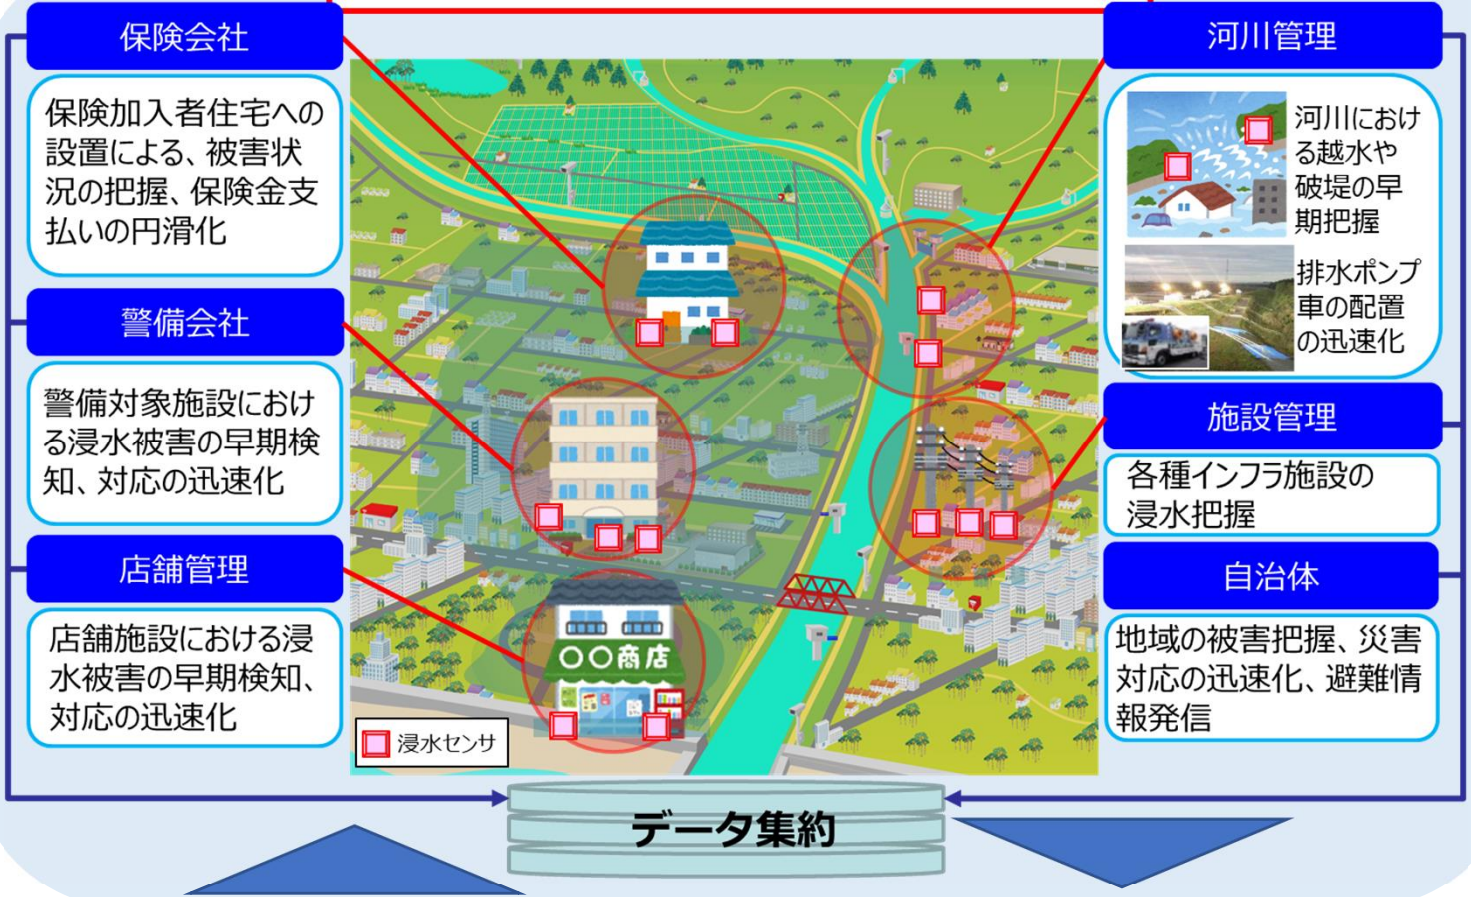 保険会社
保険加入者住宅への
設置による、被害状
況の把握、保険金支
払いの円滑化
警備会社
警備対象施設におけ
る浸水被害の早期検
知、対応の迅速化
店舗管理
店舗施設における浸
水被害の早期検知、
対応の迅速化
〇〇商店
浸水センサ
河川管理
河川におけ
る越水や
破堤の早
期把握
排水ポンプ
車の配置
の迅速化
施設管理
各種インフラ施設の
浸水把握
自治体
地域の被害把握、災害
対応の迅速化、避難情
報発信
データ集約